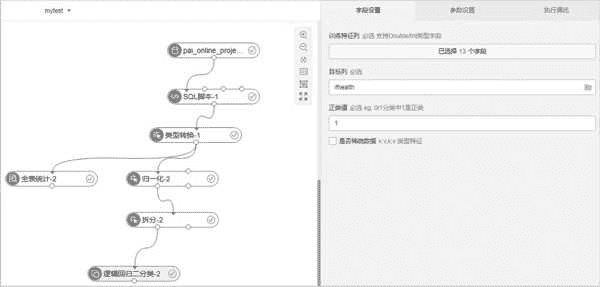 mytest
pai_online_proje...
SQL脚本-1
类型转换-1
全表统计-2
归一化-2
拆分-2
逻辑回归二分类-2
字段设置
参数设置
执行调优
训练特征列 必选 支持Double/Int类型字段
已选择 13 个字段
目标列 必选
ifhealth
正类值 必选 eg, 0/1分类中1是正类
1
是否稀疏数据 k:v,k:v 类型特征